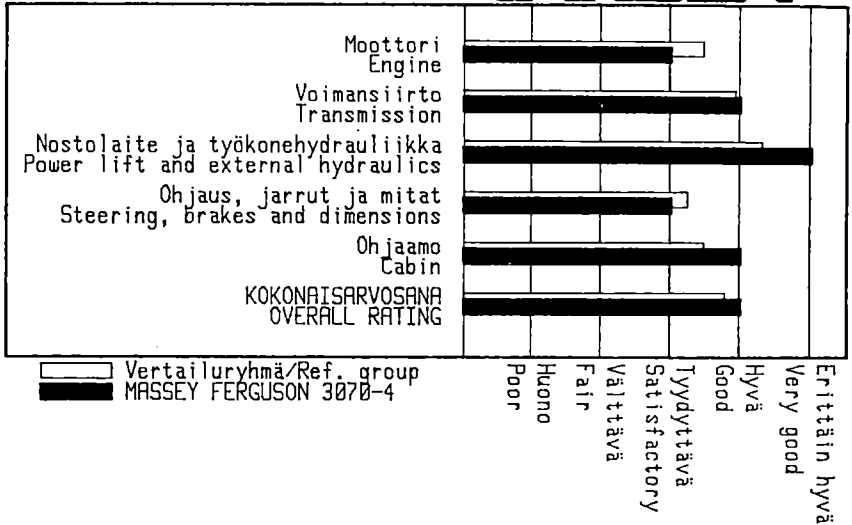 Moottori
Engine
Voimansiirto
Transmission
Nostolaite ja työkonehydrauliikka
Power lift and external hydraulics
Ohjaus, jarrut ja mitat
Steering, brakes and dimensions
Ohjaamo
Cabin
KOKONAISARVOSANA
OVERALL RATING
Vertailuryhmä/Ref. group
MASSEY FERGUSON 3070-4
Poor
Huono
Fair
Välttävä
Satisfactory
Tyydyttävä
Good
Hyvä
Very good
Erittäin hyvä